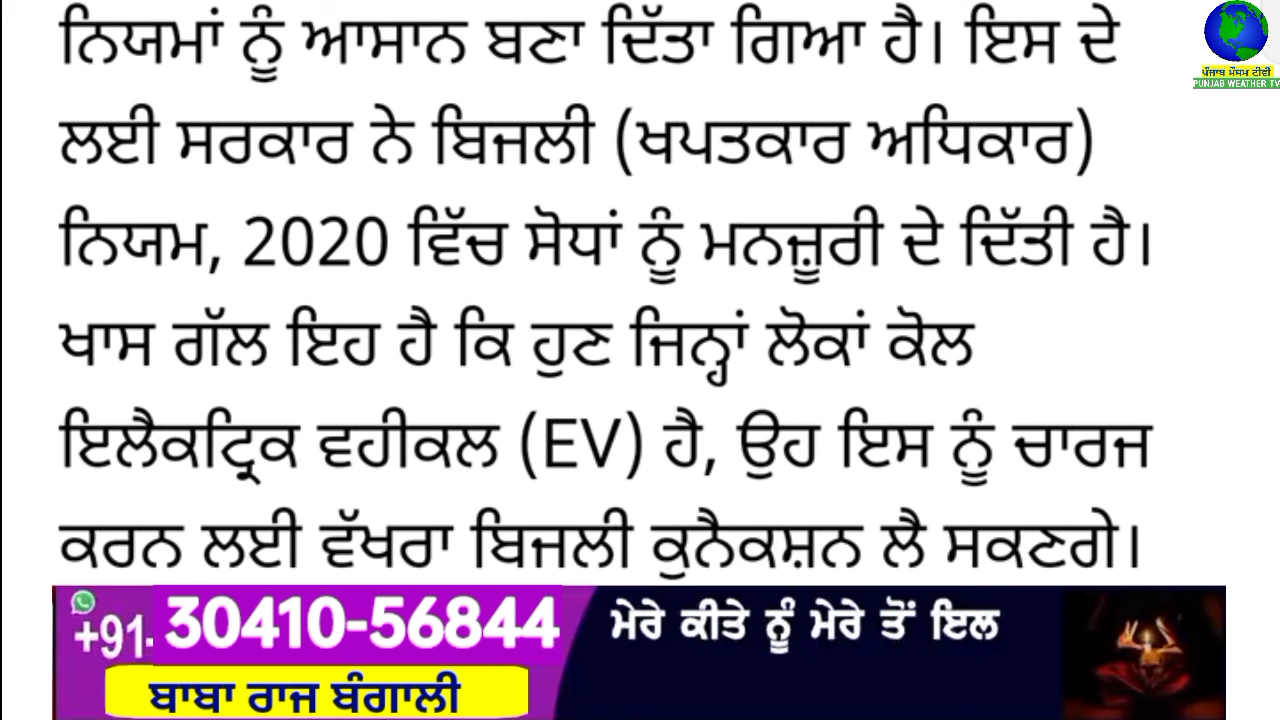 ਨਿਯਮਾਂ ਨੂੰ ਆਸਾਨ ਬਣਾ ਦਿੱਤਾ ਗਿਆ ਹੈ। ਇਸ ਦੇ
ਲਈ ਸਰਕਾਰ ਨੇ ਬਿਜਲੀ (ਖਪਤਕਾਰ ਅਧਿਕਾਰ)
ਨਿਯਮ, 2020 ਵਿੱਚ ਸੋਧਾਂ ਨੂੰ ਮਨਜ਼ੂਰੀ ਦੇ ਦਿੱਤੀ ਹੈ।
ਖਾਸ ਗੱਲ ਇਹ ਹੈ ਕਿ ਹੁਣ ਜਿਨ੍ਹਾਂ ਲੋਕਾਂ ਕੋਲ
ਇਲੈਕਟ੍ਰਿਕ ਵਹੀਕਲ (EV) ਹੈ, ਉਹ ਇਸ ਨੂੰ ਚਾਰਜ
ਕਰਨ ਲਈ ਵੱਖਰਾ ਬਿਜਲੀ ਕੁਨੈਕਸ਼ਨ ਲੈ ਸਕਣਗੇ।
ਪੰਜਾਬ ਮੌਸਮ ਟੀਵੀ
PUNJAB WEATHER TV
+91- 30410-56844
ਮੇਰੇ ਕੀਤੇ ਨੂੰ ਮੇਰੇ ਤੋਂ ਇਲ
ਬਾਬਾ ਰਾਜ ਬੰਗਾਲੀ